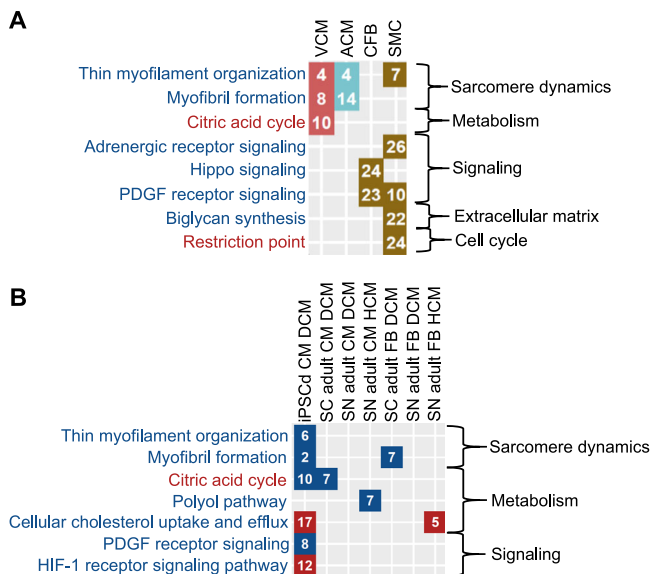 A
VCM ACM CFB SMC
Thin myofilament organization 4 4 7
Myofibril formation 8 14
Sarcomere dynamics
Citric acid cycle 10
Metabolism
Adrenergic receptor signaling 26
Hippo signaling 24
Signaling
PDGF receptor signaling 23 10
Biglycan synthesis 22 Extracellular matrix
Restriction point 24 Cell cycle
B
iPSCd CM DCM
SC adult CM DCM
SN adult CM DCM
SN adult CM HCM
SC adult FB DCM
SN adult FB DCM
SN adult FB HCM
Thin myofilament organization 6
Myofibril formation 2 7
Sarcomere dynamics
Citric acid cycle 10 7
Polyol pathway 7
Metabolism
Cellular cholesterol uptake and efflux 17 5
PDGF receptor signaling 8
Signaling
HIF-1 receptor signaling pathway 12